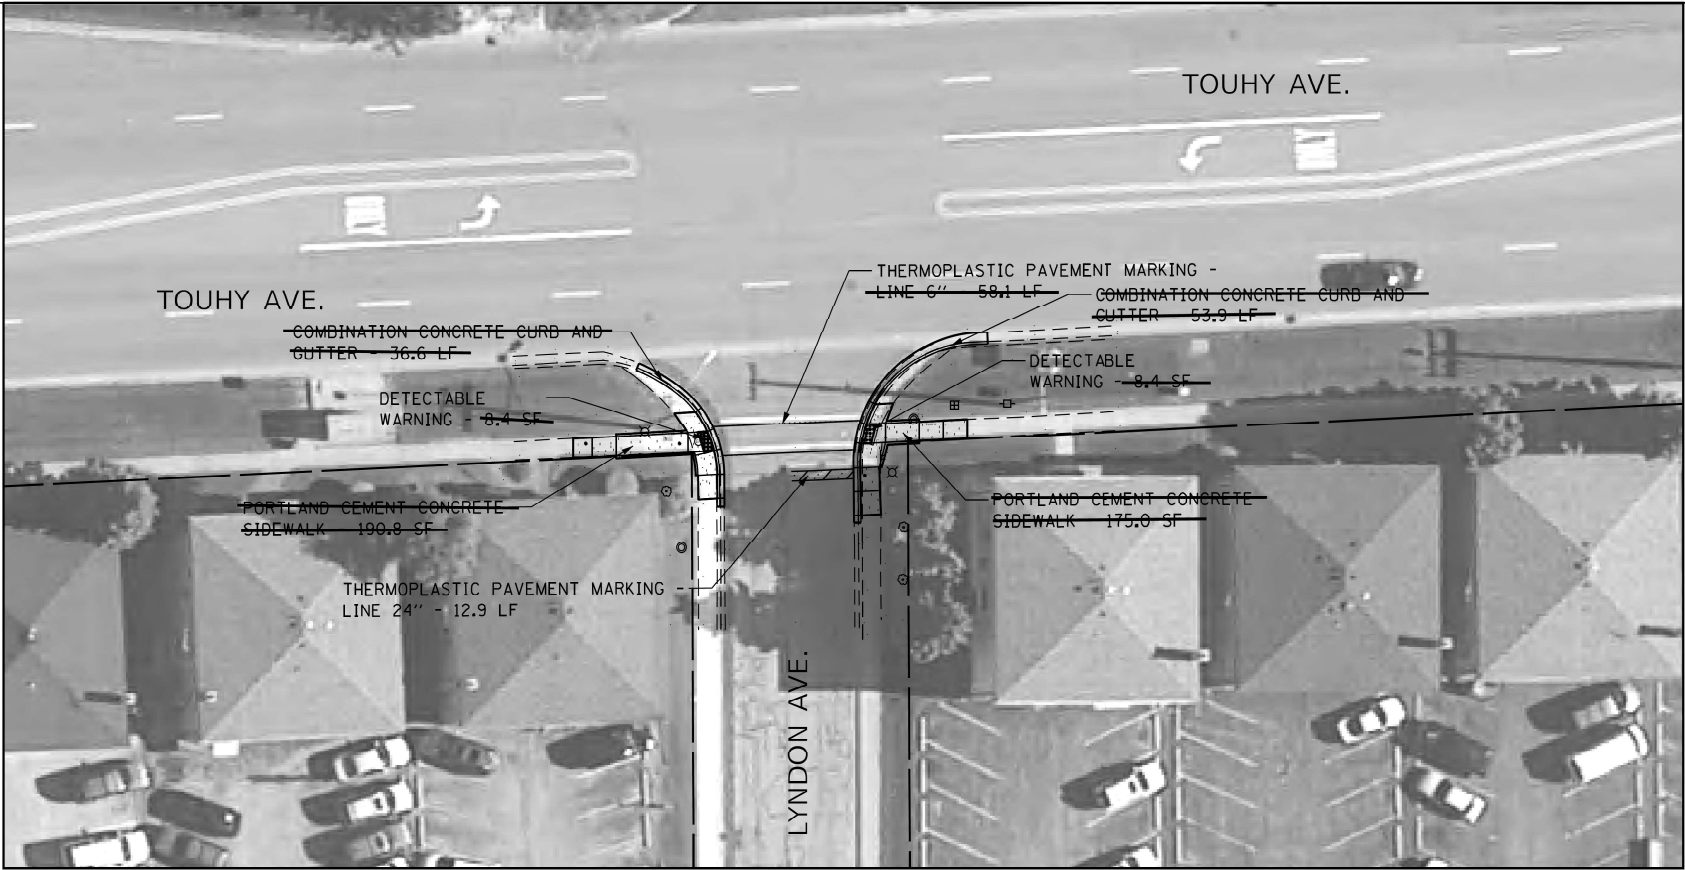 TOUHY AVE.
TOUHY AVE.
THERMOPLASTIC PAVEMENT MARKING -
LINE 6" - 58.1 LF
COMBINATION CONCRETE CURB AND
GUTTER - 53.9 LF
COMBINATION CONCRETE CURB AND
GUTTER - 36.6 LF
DETECTABLE
WARNING - 8.4 SF
DETECTABLE
WARNING - 8.4 SF
PORTLAND CEMENT CONCRETE
SIDEWALK - 190.8 SF
PORTLAND CEMENT CONCRETE
SIDEWALK - 175.0 SF
THERMOPLASTIC PAVEMENT MARKING -
LINE 24" - 12.9 LF
LYNDON AVE.
ONLY
ONLY